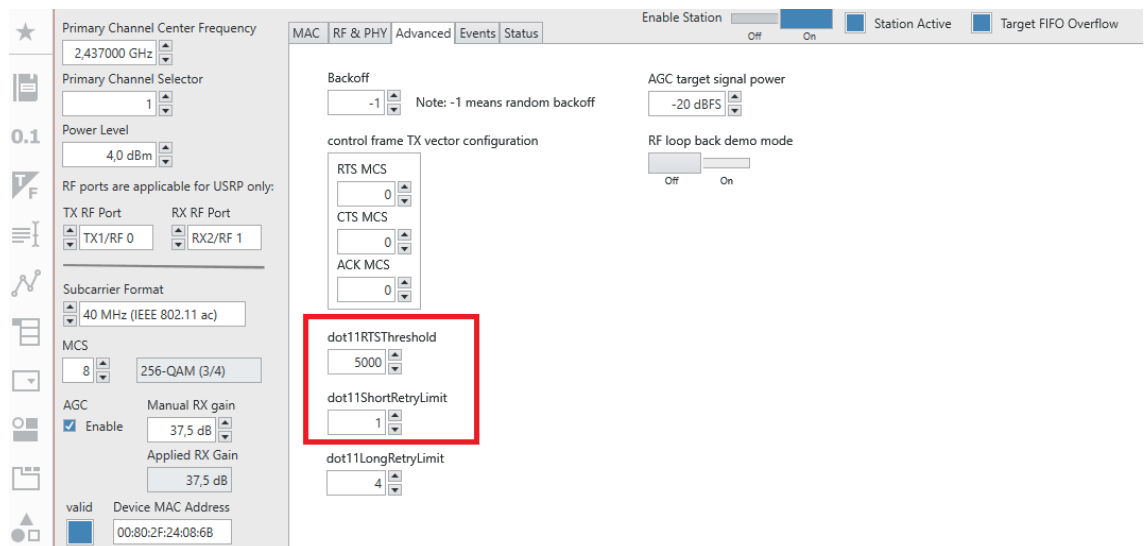 Primary Channel Center Frequency
2,437000 GHz
Primary Channel Selector
1
Power Level
4,0 dBm
RF ports are applicable for USRP only:
TX RF Port RX RF Port
TX1/RF 0 RX2/RF 1
Subcarrier Format
40 MHz (IEEE 802.11 ac)
MCS
8 256-QAM (3/4)
AGC Manual RX gain
Enable 37,5 dB
Applied RX Gain
37,5 dB
valid Device MAC Address
00:80:2F:24:08:6B
0.1
T F
MAC RF & PHY Advanced Events Status
Enable Station Off On Station Active Target FIFO Overflow
Backoff
-1 Note: -1 means random backoff
control frame TX vector configuration
RTS MCS
0
CTS MCS
0
ACK MCS
0
dot11RTSThreshold
5000
dot11ShortRetryLimit
1
dot11LongRetryLimit
4
AGC target signal power
-20 dBFS
RF loop back demo mode
Off On